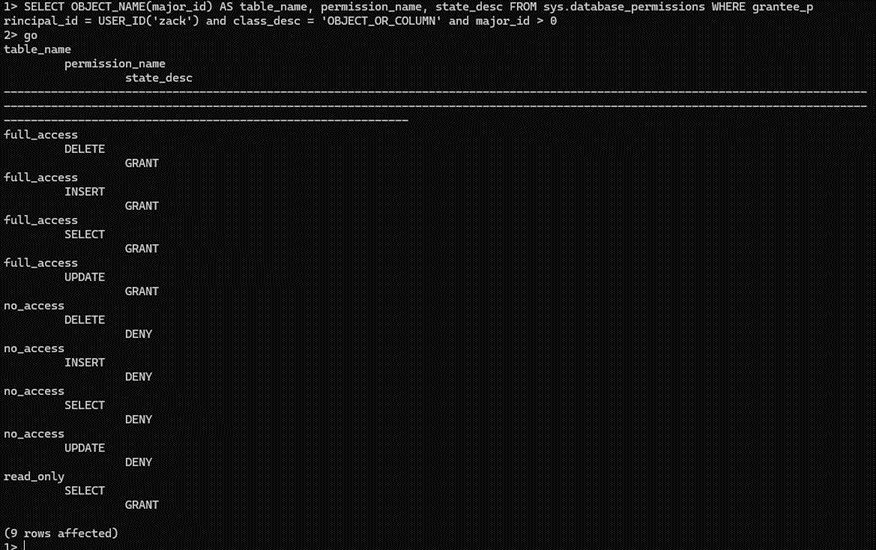 1> SELECT OBJECT_NAME(major_id) AS table_name, permission_name, state_desc FROM sys.database_permissions WHERE grantee_p
rincipal_id = USER_ID('zack') and class_desc = 'OBJECT_OR_COLUMN' and major_id > 0
2> go
table_name
permission_name
state_desc
--------------------------------------------------------------------------------------------------------------------------------
--------------------------------------------------------------------------------------------------------------------------------
------------------------------------------------------------
full_access
DELETE
GRANT
full_access
INSERT
GRANT
full_access
SELECT
GRANT
full_access
UPDATE
GRANT
no_access
DELETE
DENY
no_access
INSERT
DENY
no_access
SELECT
DENY
no_access
UPDATE
DENY
read_only
SELECT
GRANT
(9 rows affected)
1>